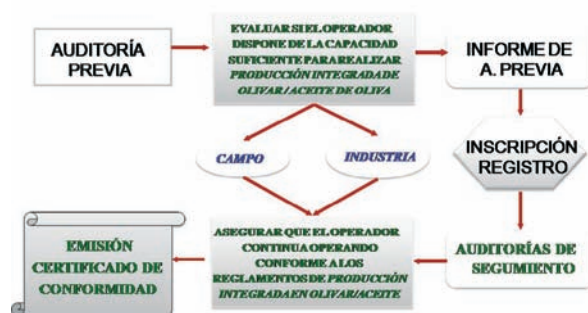 AUDITORÍA
PREVIA
EVALUAR SI EL OPERADOR
DISPONE DE LA CAPACIDAD
SUFICIENTE PARA REALIZAR
PRODUCCIÓN INTEGRADA DE
OLIVAR/ACEITE DE OLIVA
INFORME DE
A. PREVIA
CAMPO
INDUSTRIA
INSCRIPCIÓN
REGISTRO
EMISIÓN
CERTIFICADO DE
CONFORMIDAD
ASEGURAR QUE EL OPERADOR
CONTINUA OPERANDO
CONFORME A LOS
REGLAMENTOS DE PRODUCCIÓN
INTEGRADA EN OLIVAR/ACEITE
AUDITORÍAS DE
SEGUMIENTO